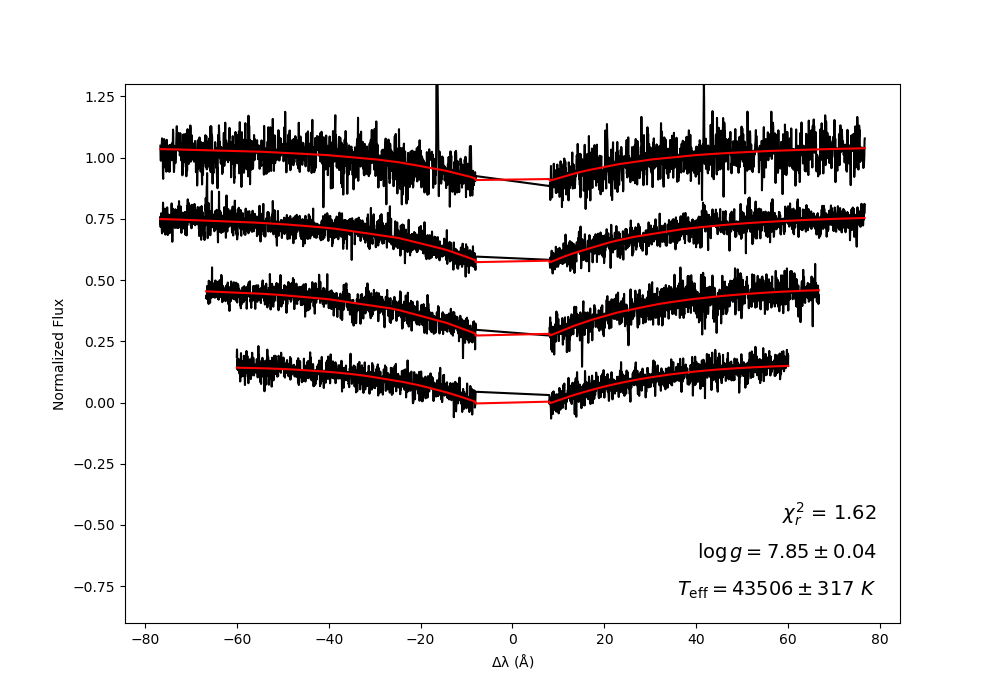 Normalized Flux
1.25
1.00
0.75
0.50
0.25
0.00
−0.25
−0.50
−0.75
χ²ᵣ = 1.62
log g = 7.85 ± 0.04
T_eff = 43506 ± 317 K
−80 −60 −40 −20 0 20 40 60 80
Δλ (Å)